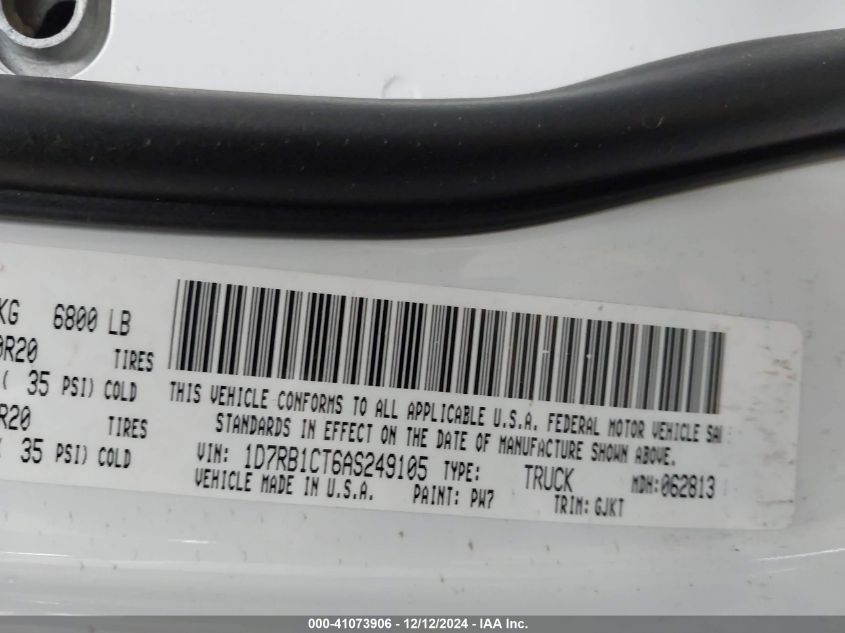 KG 6800 LB
0R20 TIRES
( 35 PSI) COLD
R20 TIRES
( 35 PSI) COLD
THIS VEHICLE CONFORMS TO ALL APPLICABLE U.S.A. FEDERAL MOTOR VEHICLE SA
STANDARDS IN EFFECT ON THE DATE OF MANUFACTURE SHOWN ABOVE.
VIN: 1D7RB1CT6AS249105 TYPE: TRUCK MDH:062813
VEHICLE MADE IN U.S.A. PAINT: PW7 TRIM: GJKT
000-41073906 - 12/12/2024 - IAA Inc.